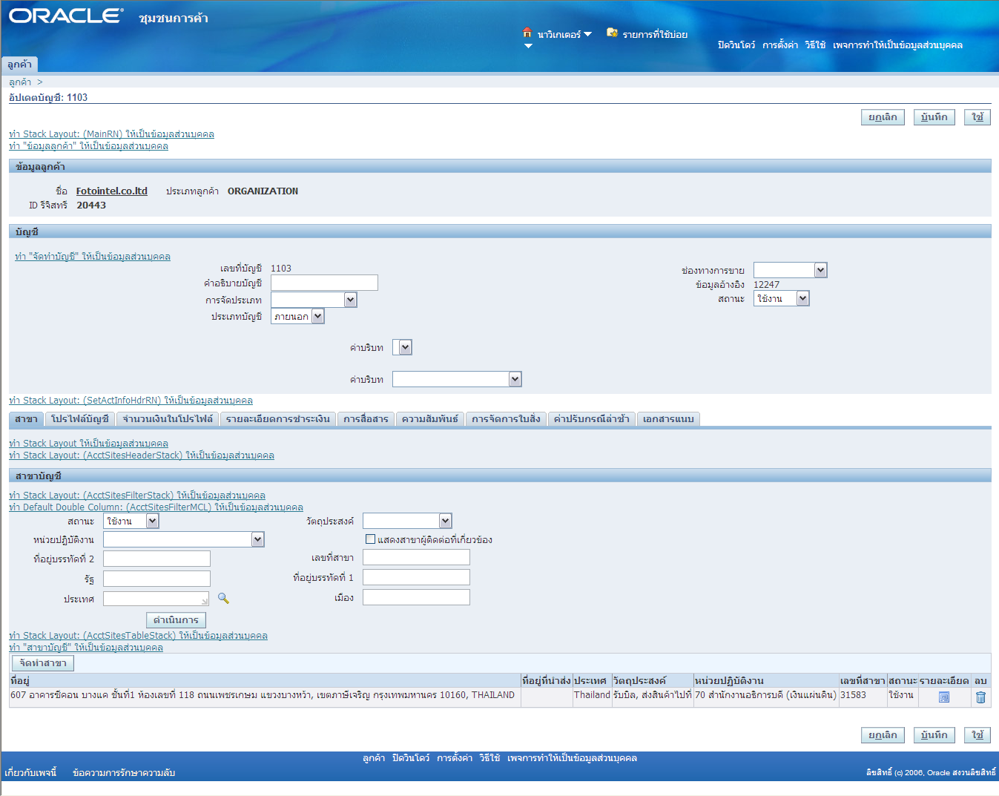 ORACLE® ชุมชนการค้า
นาวิเกเตอร์ รายการที่ใช้บ่อย
ปิดวินโดว์ การตั้งค่า วิธีใช้ เพจการทำให้เป็นข้อมูลส่วนบุคคล
ลูกค้า
ลูกค้า >
อัปเดตบัญชี: 1103
ยกเลิก บันทึก ใช้
ทำ Stack Layout: (MainRN) ให้เป็นข้อมูลส่วนบุคคล
ทำ "ข้อมูลลูกค้า" ให้เป็นข้อมูลส่วนบุคคล
ข้อมูลลูกค้า
ชื่อ Fotointel.co.ltd ประเภทลูกค้า ORGANIZATION
ID รีจิสทรี 20443
บัญชี
ทำ "จัดทำบัญชี" ให้เป็นข้อมูลส่วนบุคคล
เลขที่บัญชี 1103 ช่องทางการขาย
คำอธิบายบัญชี ข้อมูลอ้างอิง 12247
การจัดประเภท สถานะ ใช้งาน
ประเภทบัญชี ภายนอก
ค่าบริบท
ค่าบริบท
ทำ Stack Layout: (SetActInfoHdrRN) ให้เป็นข้อมูลส่วนบุคคล
สาขา โปรไฟล์บัญชี จำนวนเงินในโปรไฟล์ รายละเอียดการชำระเงิน การสื่อสาร ความสัมพันธ์ การจัดการใบสั่ง ค่าปรับกรณีล่าช้า เอกสารแนบ
ทำ Stack Layout ให้เป็นข้อมูลส่วนบุคคล
ทำ Stack Layout: (AcctSitesHeaderStack) ให้เป็นข้อมูลส่วนบุคคล
สาขาบัญชี
ทำ Stack Layout: (AcctSitesFilterStack) ให้เป็นข้อมูลส่วนบุคคล
ทำ Default Double Column: (AcctSitesFilterMCL) ให้เป็นข้อมูลส่วนบุคคล
สถานะ ใช้งาน วัตถุประสงค์
หน่วยปฏิบัติงาน แสดงสาขาผู้ติดต่อที่เกี่ยวข้อง
ที่อยู่บรรทัดที่ 2 เลขที่สาขา
รัฐ ที่อยู่บรรทัดที่ 1
ประเทศ เมือง
ดำเนินการ
ทำ Stack Layout: (AcctSitesTableStack) ให้เป็นข้อมูลส่วนบุคคล
ทำ "สาขาบัญชี" ให้เป็นข้อมูลส่วนบุคคล
จัดทำสาขา
ที่อยู่ ที่อยู่ที่นำส่ง ประเทศ วัตถุประสงค์ หน่วยปฏิบัติงาน เลขที่สาขา สถานะ รายละเอียด ลบ
607 อาคารซีคอน บางแค ชั้นที่1 ห้องเลขที่ 118 ถนนเพชรเกษม แขวงบางหว้า, เขตภาษีเจริญ กรุงเทพมหานคร 10160, THAILAND Thailand รับบิล, ส่งสินค้าไปที่ 70 สำนักงานอธิการบดี (เงินแผ่นดิน) 31583 ใช้งาน
ยกเลิก บันทึก ใช้
ลูกค้า ปิดวินโดว์ การตั้งค่า วิธีใช้ เพจการทำให้เป็นข้อมูลส่วนบุคคล
เกี่ยวกับเพจนี้ ข้อความการรักษาความลับ ลิขสิทธิ์ (c) 2006, Oracle สงวนลิขสิทธิ์